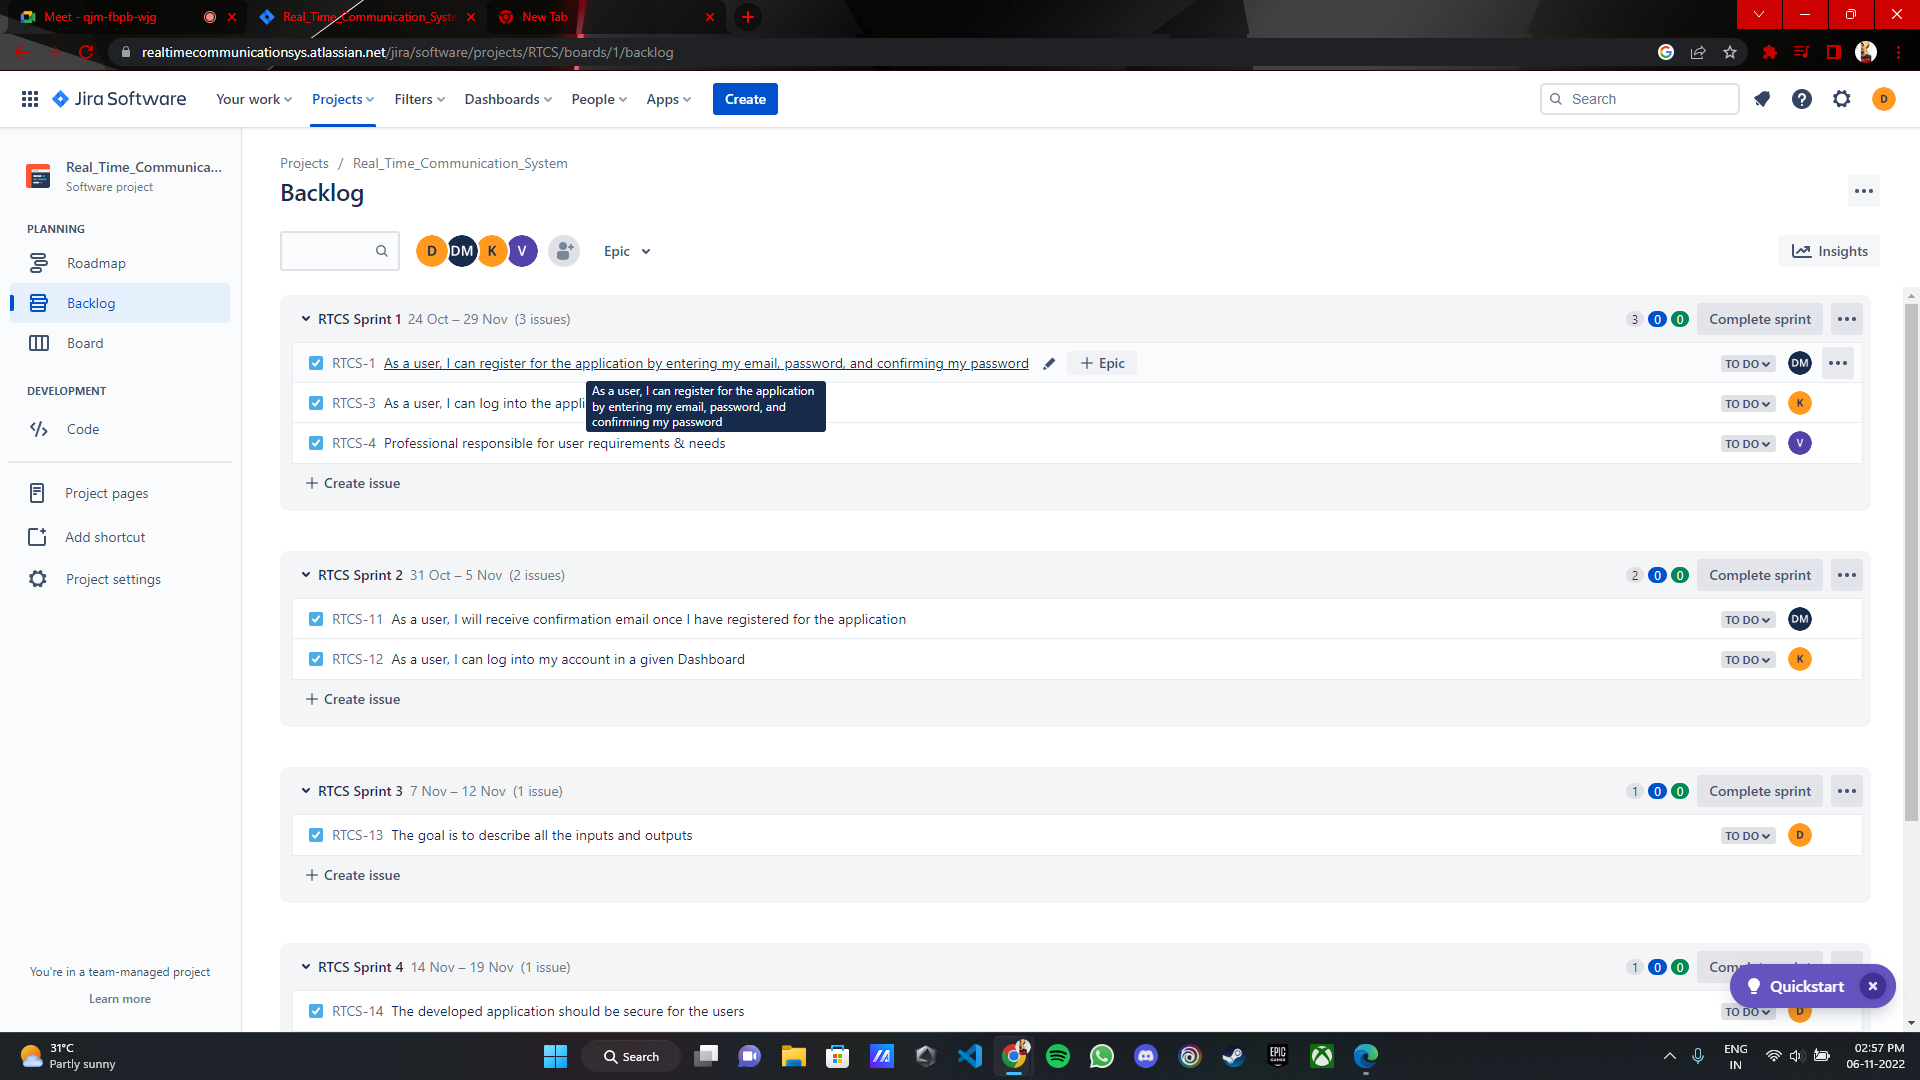 Meet - qjm-fbpb-wjg
Real_Time_Communication_Syste
New Tab
realtimecommunicationsys.atlassian.net/jira/software/projects/RTCS/boards/1/backlog
Jira Software
Your work
Projects
Filters
Dashboards
People
Apps
Create
Search
D
Real_Time_Communica...
Software project
PLANNING
Roadmap
Backlog
Board
DEVELOPMENT
Code
Project pages
Add shortcut
Project settings
You're in a team-managed project
Learn more
Projects / Real_Time_Communication_System
Backlog
D DM K V
Epic
Insights
RTCS Sprint 1 24 Oct – 29 Nov (3 issues) 3 0 0 Complete sprint
RTCS-1 As a user, I can register for the application by entering my email, password, and confirming my password + Epic TO DO DM
As a user, I can register for the application
by entering my email, password, and
confirming my password
RTCS-3 As a user, I can log into the appli TO DO K
RTCS-4 Professional responsible for user requirements & needs TO DO V
+ Create issue
RTCS Sprint 2 31 Oct – 5 Nov (2 issues) 2 0 0 Complete sprint
RTCS-11 As a user, I will receive confirmation email once I have registered for the application TO DO DM
RTCS-12 As a user, I can log into my account in a given Dashboard TO DO K
+ Create issue
RTCS Sprint 3 7 Nov – 12 Nov (1 issue) 1 0 0 Complete sprint
RTCS-13 The goal is to describe all the inputs and outputs TO DO D
+ Create issue
RTCS Sprint 4 14 Nov – 19 Nov (1 issue) 1 0 0
Quickstart
RTCS-14 The developed application should be secure for the users TO DO D
31°C
Partly sunny
Search
EPIC
GAMES
ENG
IN
02:57 PM
06-11-2022